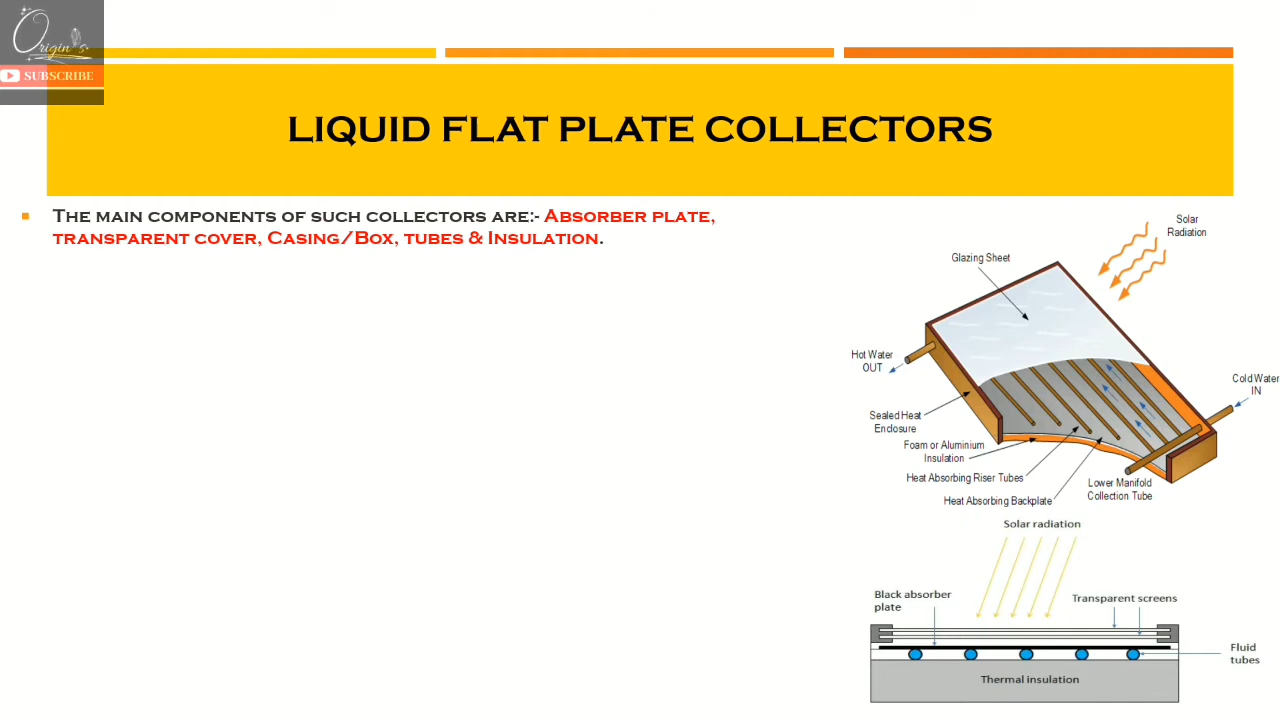 Origin's
SUBSCRIBE
LIQUID FLAT PLATE COLLECTORS
The main components of such collectors are:- Absorber plate,
transparent cover, Casing/Box, tubes & Insulation.
Solar
Radiation
Glazing Sheet
Hot Water
OUT
Cold Water
IN
Sealed Heat
Enclosure
Foam or Aluminium
Insulation
Heat Absorbing Riser Tubes
Lower Manifold
Collection Tube
Heat Absorbing Backplate
Solar radiation
Black absorber
plate
Transparent screens
Fluid
tubes
Thermal insulation